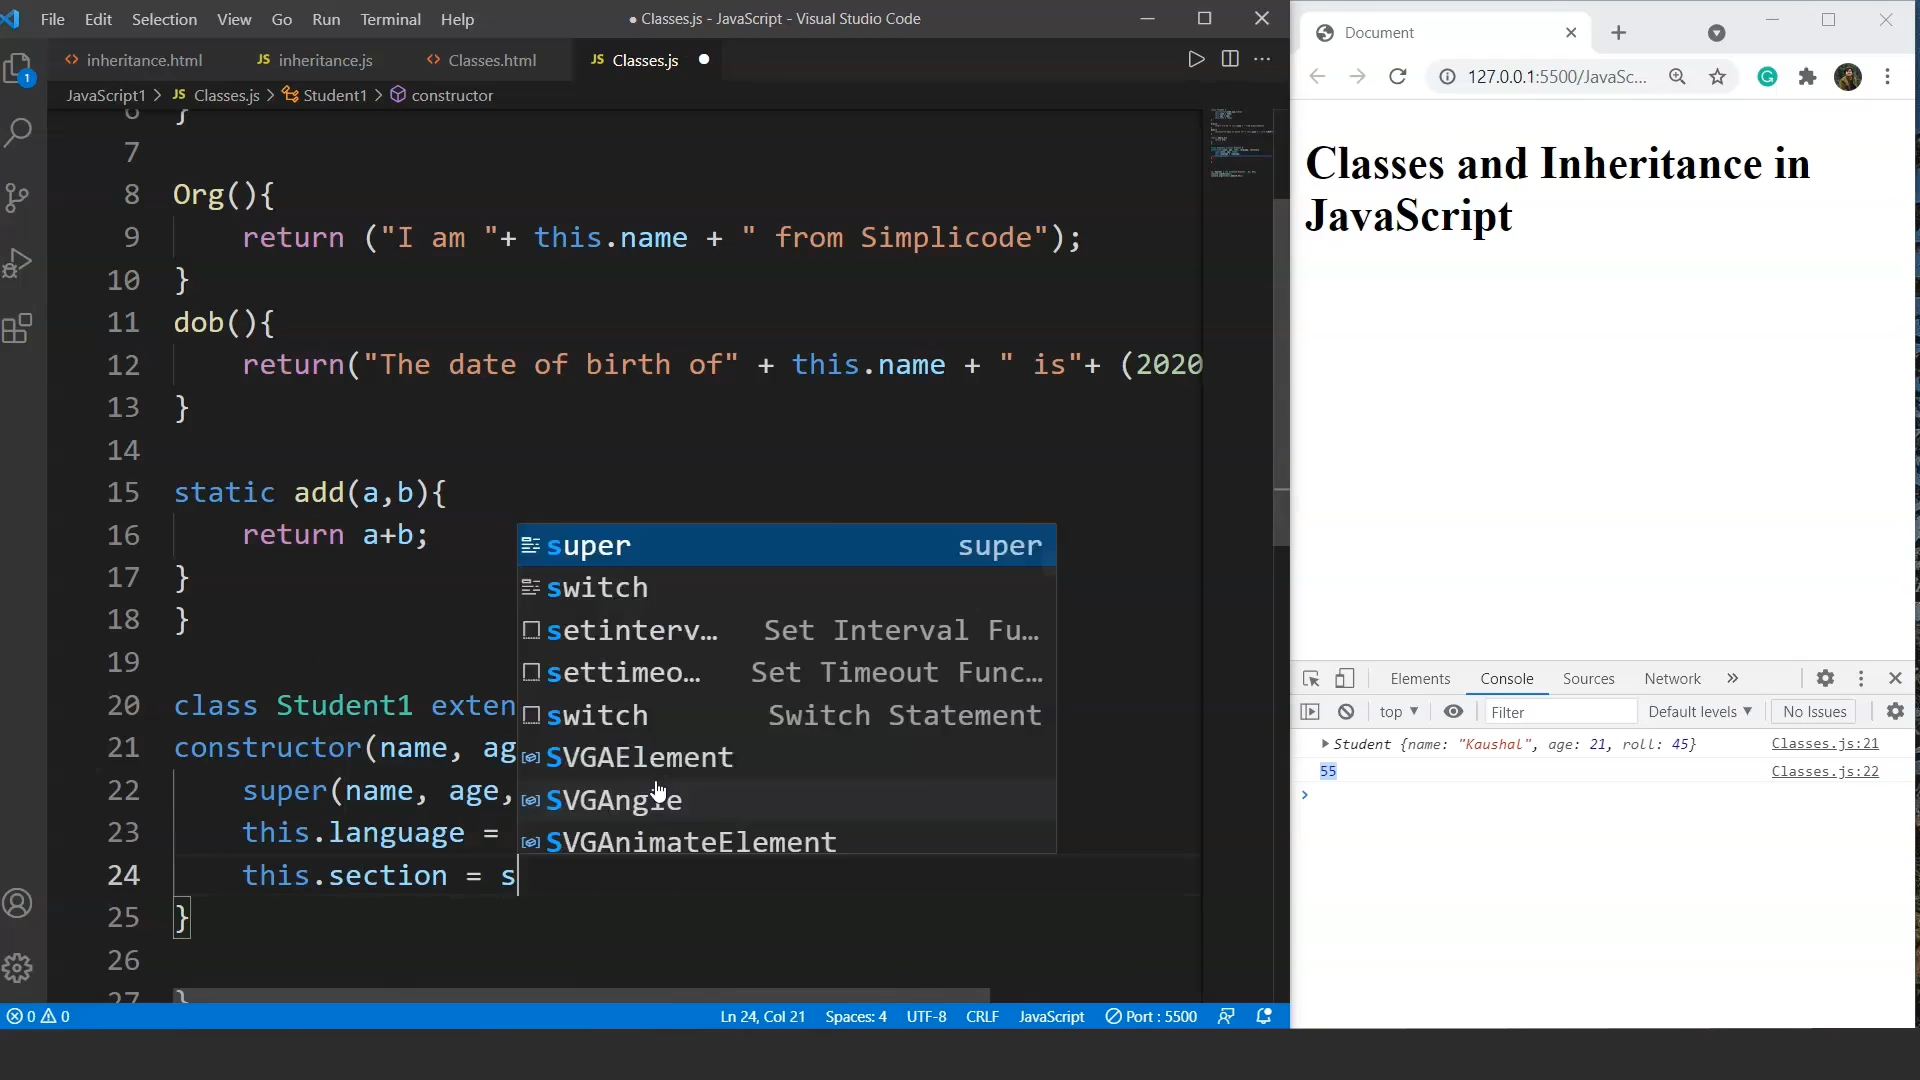 File Edit Selection View Go Run Terminal Help
● Classes.js - JavaScript - Visual Studio Code
inheritance.html
JS inheritance.js
Classes.html
JS Classes.js
JavaScript1 > JS Classes.js > Student1 > constructor
6 }
7
8 Org(){
9 return ("I am "+ this.name + " from Simplicode");
10 }
11 dob(){
12 return("The date of birth of" + this.name + " is"+ (2020
13 }
14
15 static add(a,b){
16 return a+b;
17 }
18 }
19
20 class Student1 exten
21 constructor(name, ag
22 super(name, age,
23 this.language =
24 this.section = s
25 }
26
27 }
super super
switch
setinterv… Set Interval Fu…
settimeo… Set Timeout Func…
switch Switch Statement
SVGAElement
SVGAngle
SVGAnimateElement
1
0 0
Ln 24, Col 21 Spaces: 4 UTF-8 CRLF JavaScript Port : 5500
Document
127.0.0.1:5500/JavaSc...
Classes and Inheritance in
JavaScript
Elements Console Sources Network »
top ▼ Filter Default levels ▼ No Issues
Student {name: "Kaushal", age: 21, roll: 45} Classes.js:21
55 Classes.js:22
>